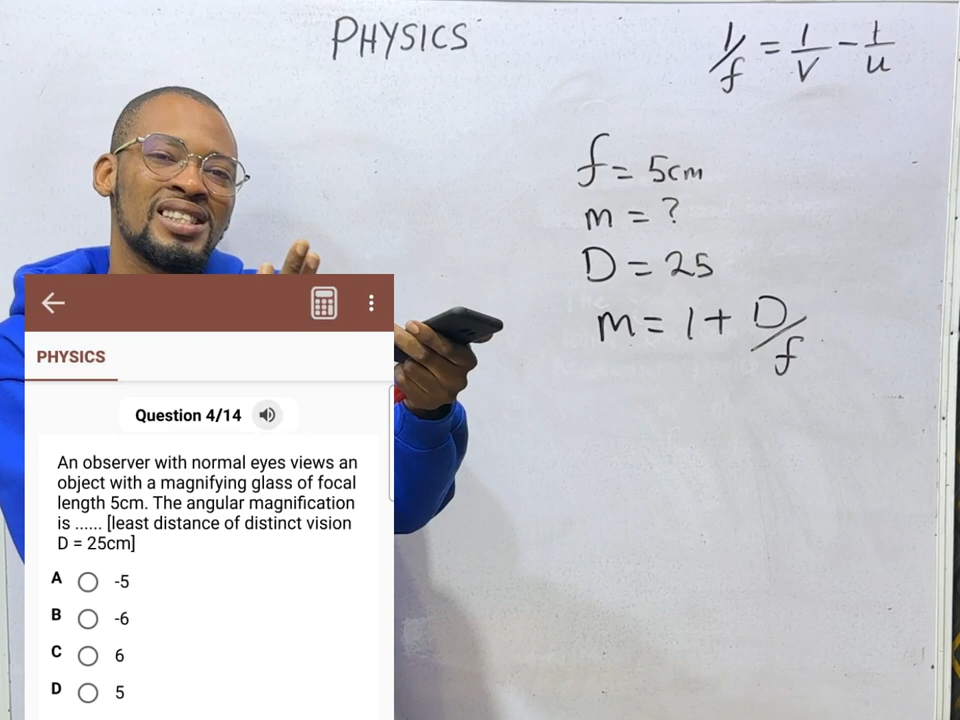 PHYSICS
1/f = 1/v - 1/u
f = 5cm
m = ?
D = 25
m = 1 + D/f
PHYSICS
Question 4/14
An observer with normal eyes views an
object with a magnifying glass of focal
length 5cm. The angular magnification
is ...... [least distance of distinct vision
D = 25cm]
A -5
B -6
C 6
D 5